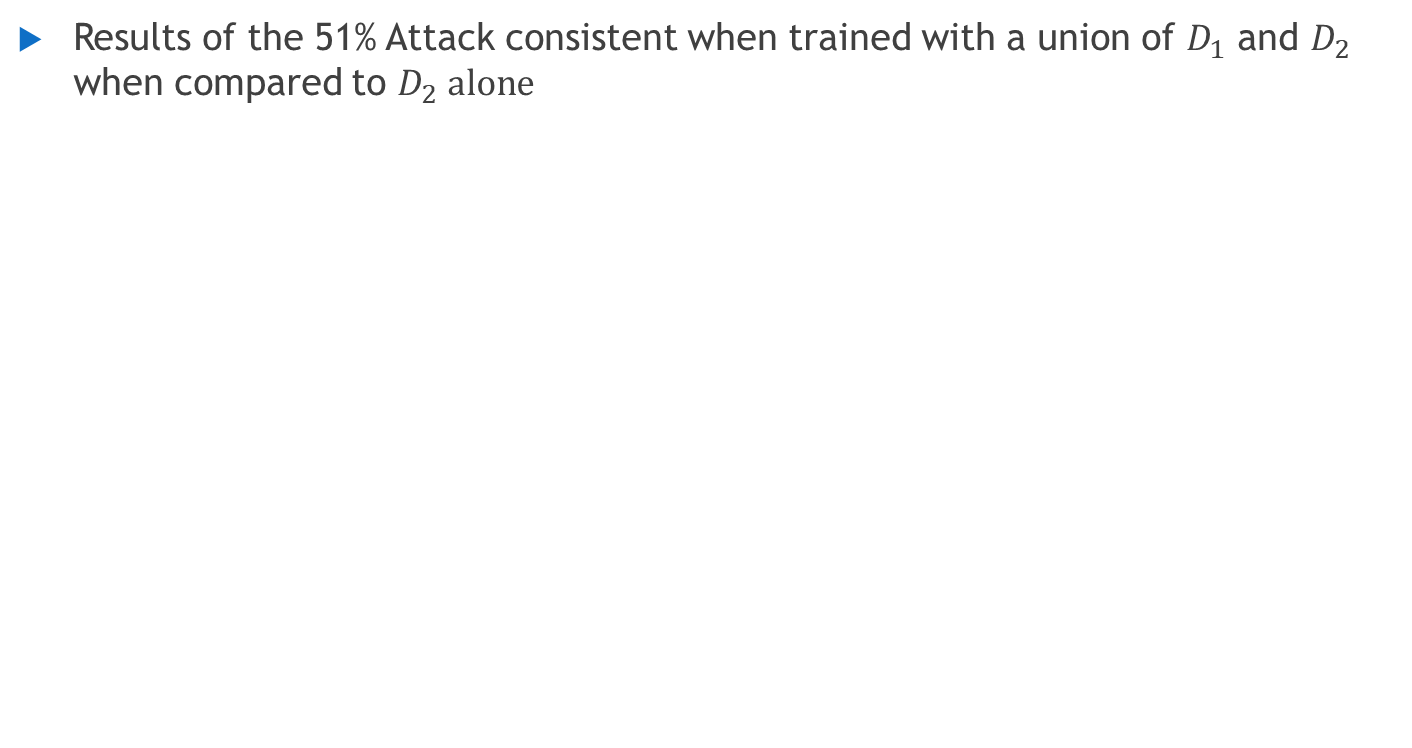 Results of the 51% Attack consistent when trained with a union of D₁ and D₂
when compared to D₂ alone